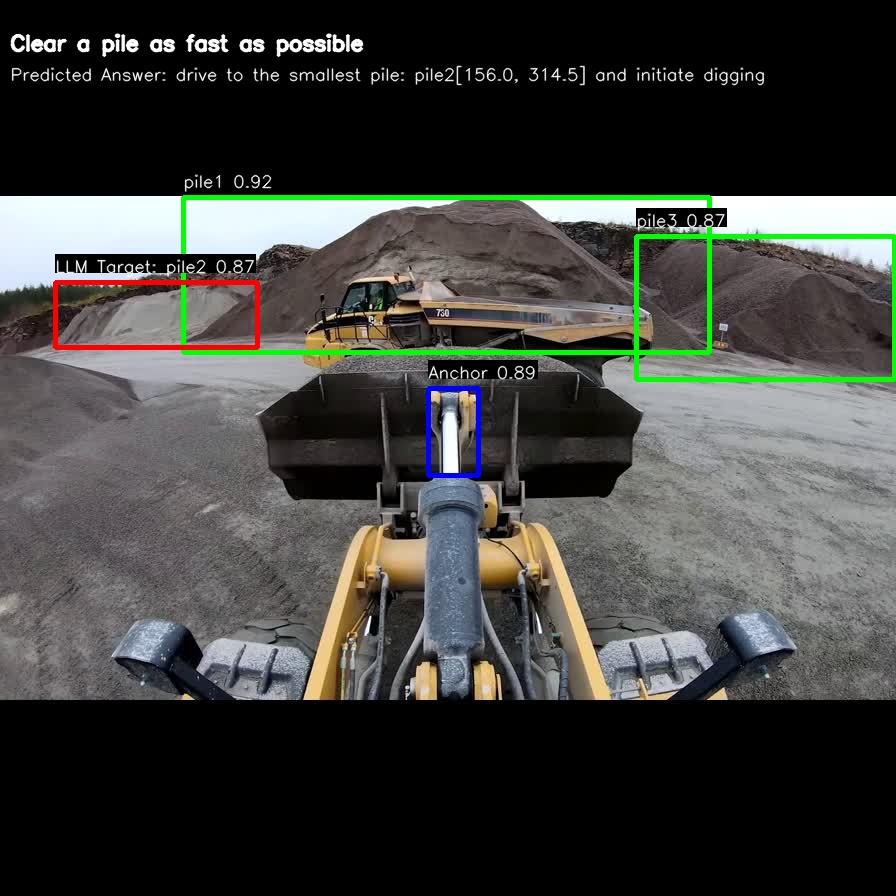 Clear a pile as fast as possible
Predicted Answer: drive to the smallest pile: pile2[156.0, 314.5] and initiate digging
pile1 0.92
pile3 0.87
LLM Target: pile2 0.87
730
Anchor 0.89